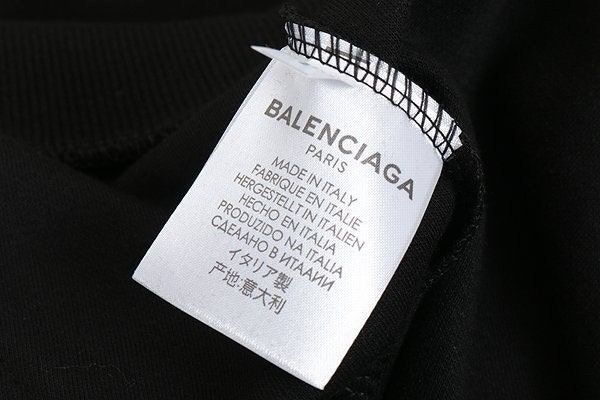 BALENCIAGA
PARIS
MADE IN ITALY
FABRIQUE EN ITALIE
HERGESTELLT IN ITALIEN
HECHO EN ITALIA
PRODUZIDO NA ITALIA
СДЕЛАНО В ИТАЛИИ
イタリア製
产地:意大利